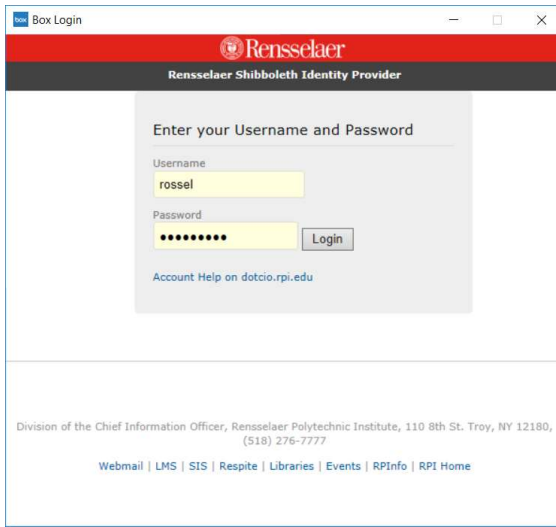 box Box Login
Rensselaer
Rensselaer Shibboleth Identity Provider
Enter your Username and Password
Username
rossel
Password
•••••••••
Login
Account Help on dotcio.rpi.edu
Division of the Chief Information Officer, Rensselaer Polytechnic Institute, 110 8th St. Troy, NY 12180,
(518) 276-7777
Webmail | LMS | SIS | Respite | Libraries | Events | RPInfo | RPI Home